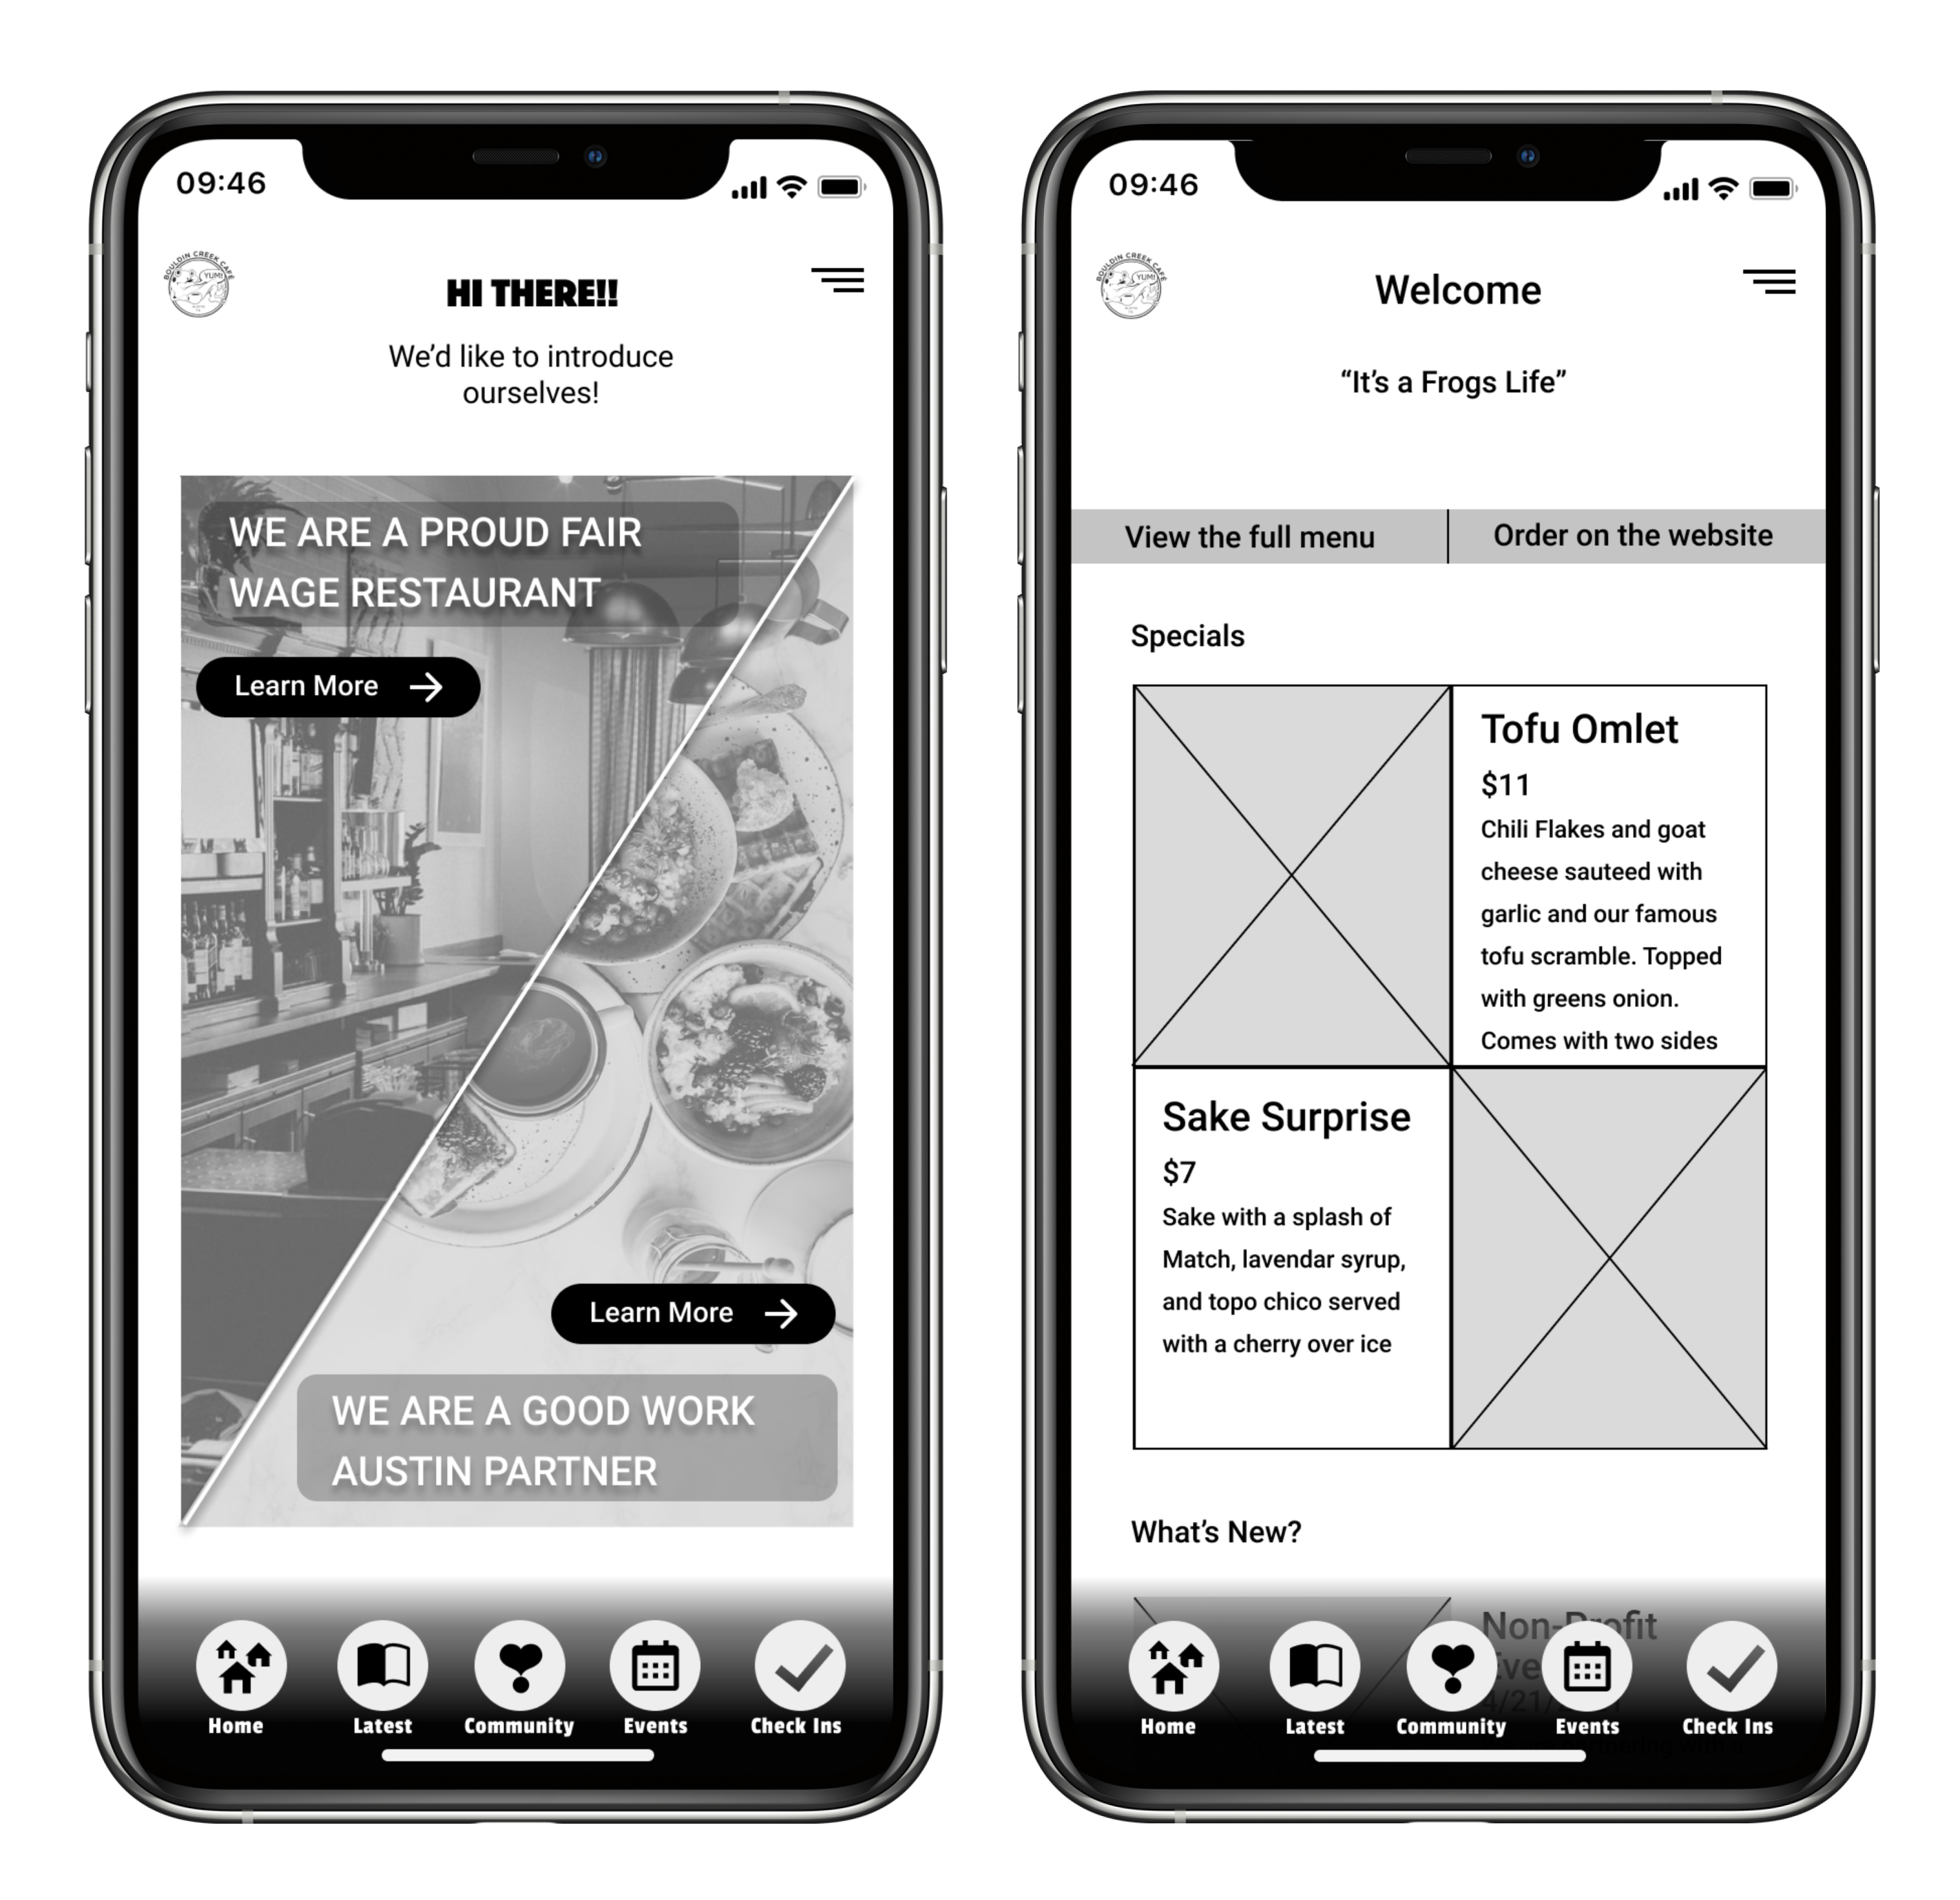 09:46
BOULDIN CREEK CAFÉ
YUM!
HI THERE!!
We’d like to introduce
ourselves!
WE ARE A PROUD FAIR
WAGE RESTAURANT
Learn More
Learn More
WE ARE A GOOD WORK
AUSTIN PARTNER
Home
Latest
Community
Events
Check Ins
09:46
BOULDIN CREEK CAFÉ
YUM!
Welcome
“It’s a Frogs Life”
View the full menu
Order on the website
Specials
Tofu Omlet
$11
Chili Flakes and goat
cheese sauteed with
garlic and our famous
tofu scramble. Topped
with greens onion.
Comes with two sides
Sake Surprise
$7
Sake with a splash of
Match, lavendar syrup,
and topo chico served
with a cherry over ice
What’s New?
Non-Profit
4/21/
Home
Latest
Community
Events
Check Ins